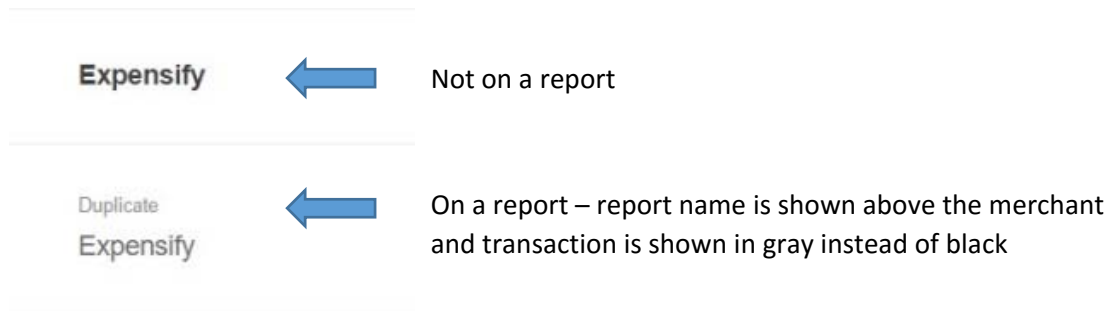 Expensify
Not on a report
Duplicate
Expensify
On a report – report name is shown above the merchant
and transaction is shown in gray instead of black